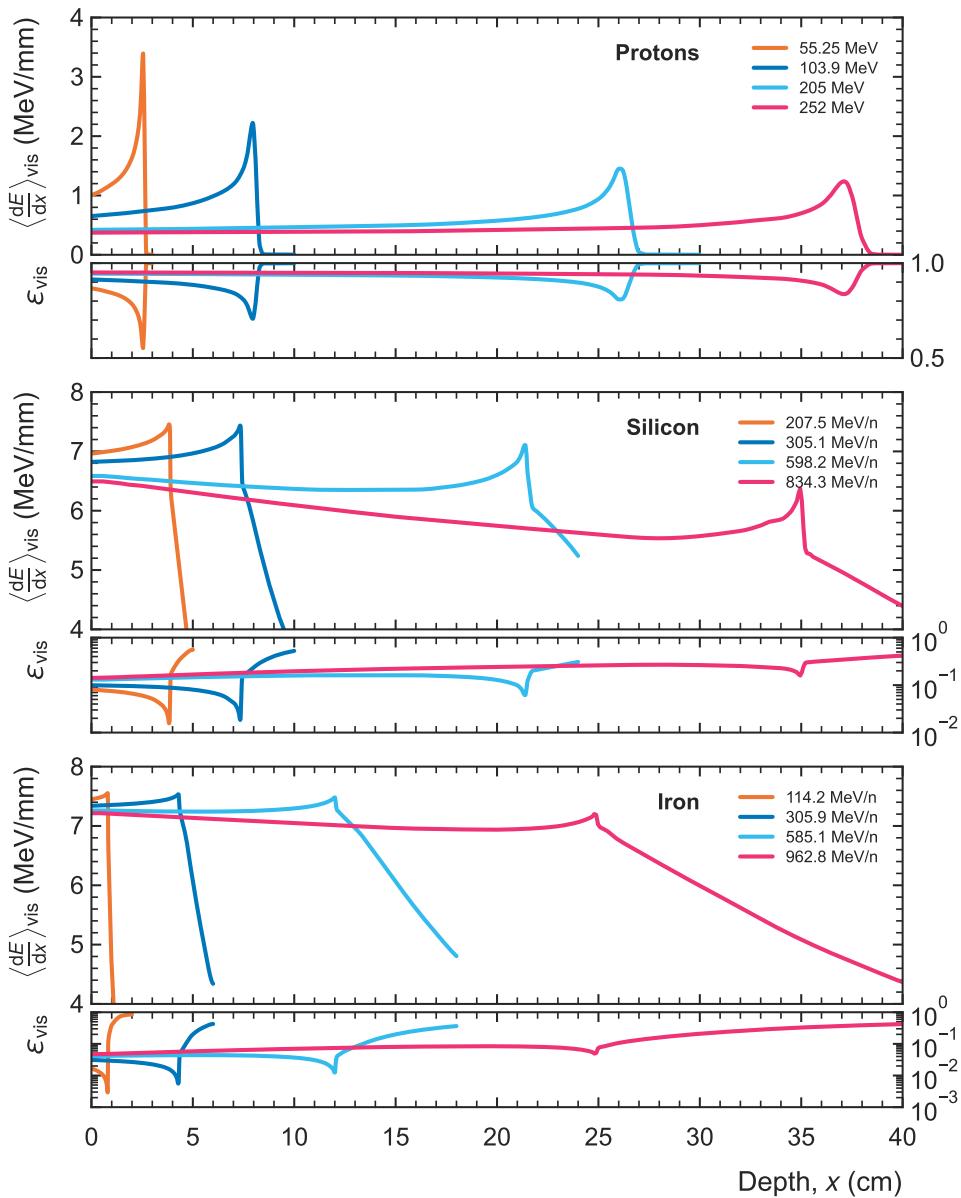 4
3
2
1
0
⟨dE/dx⟩vis (MeV/mm)
Protons
55.25 MeV
103.9 MeV
205 MeV
252 MeV
εvis
1.0
0.5
8
7
6
5
4
⟨dE/dx⟩vis (MeV/mm)
Silicon
207.5 MeV/n
305.1 MeV/n
598.2 MeV/n
834.3 MeV/n
0
εvis
10⁰
10⁻¹
10⁻²
8
7
6
5
4
⟨dE/dx⟩vis (MeV/mm)
Iron
114.2 MeV/n
305.9 MeV/n
585.1 MeV/n
962.8 MeV/n
0
εvis
10⁰
10⁻¹
10⁻²
10⁻³
0 5 10 15 20 25 30 35 40
Depth, x (cm)